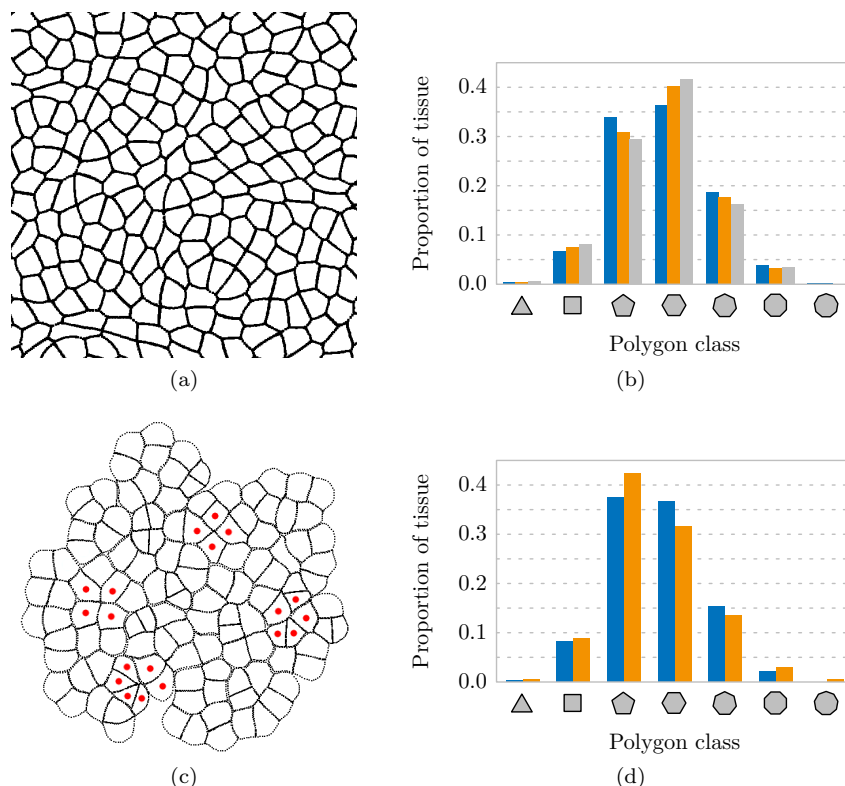 (a)
Proportion of tissue
0.4
0.3
0.2
0.1
0.0
Polygon class
(b)
(c)
Proportion of tissue
0.4
0.3
0.2
0.1
0.0
Polygon class
(d)